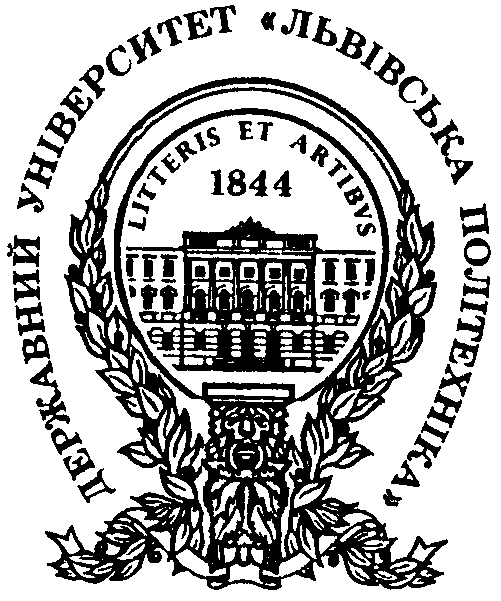 ДЕРЖАВНИЙ УНІВЕРСИТЕТ «ЛЬВІВСЬКА ПОЛІТЕХНІКА»
LITTERIS ET ARTIBVS
1844